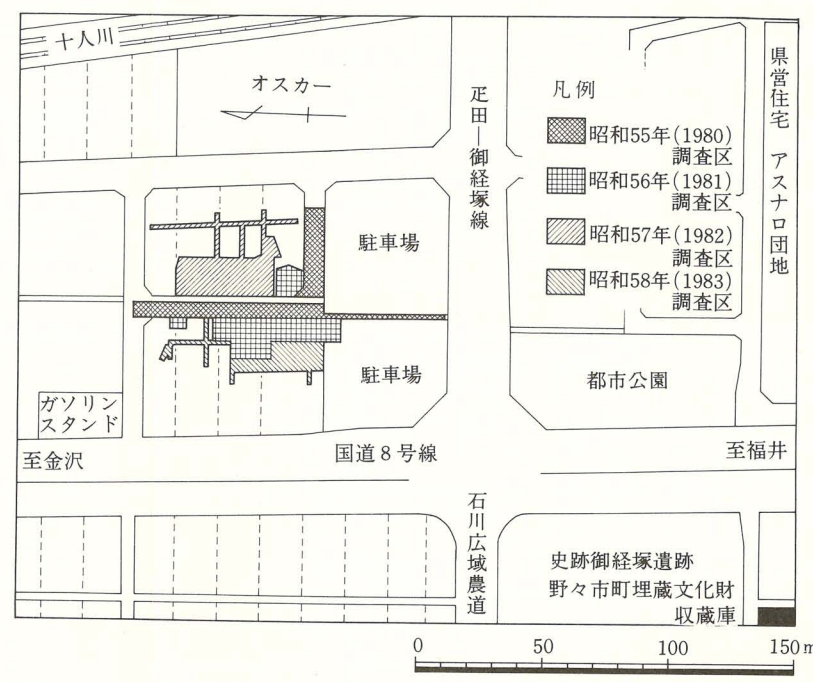 十人川
オスカー
疋田―御経塚線
凡例
昭和55年(1980)
調査区
昭和56年(1981)
調査区
昭和57年(1982)
調査区
昭和58年(1983)
調査区
県営住宅 アスナロ団地
駐車場
駐車場
都市公園
ガソリン
スタンド
至金沢
国道8号線
至福井
石川広域農道
史跡御経塚遺跡
野々市町埋蔵文化財
収蔵庫
0 50 100 150m